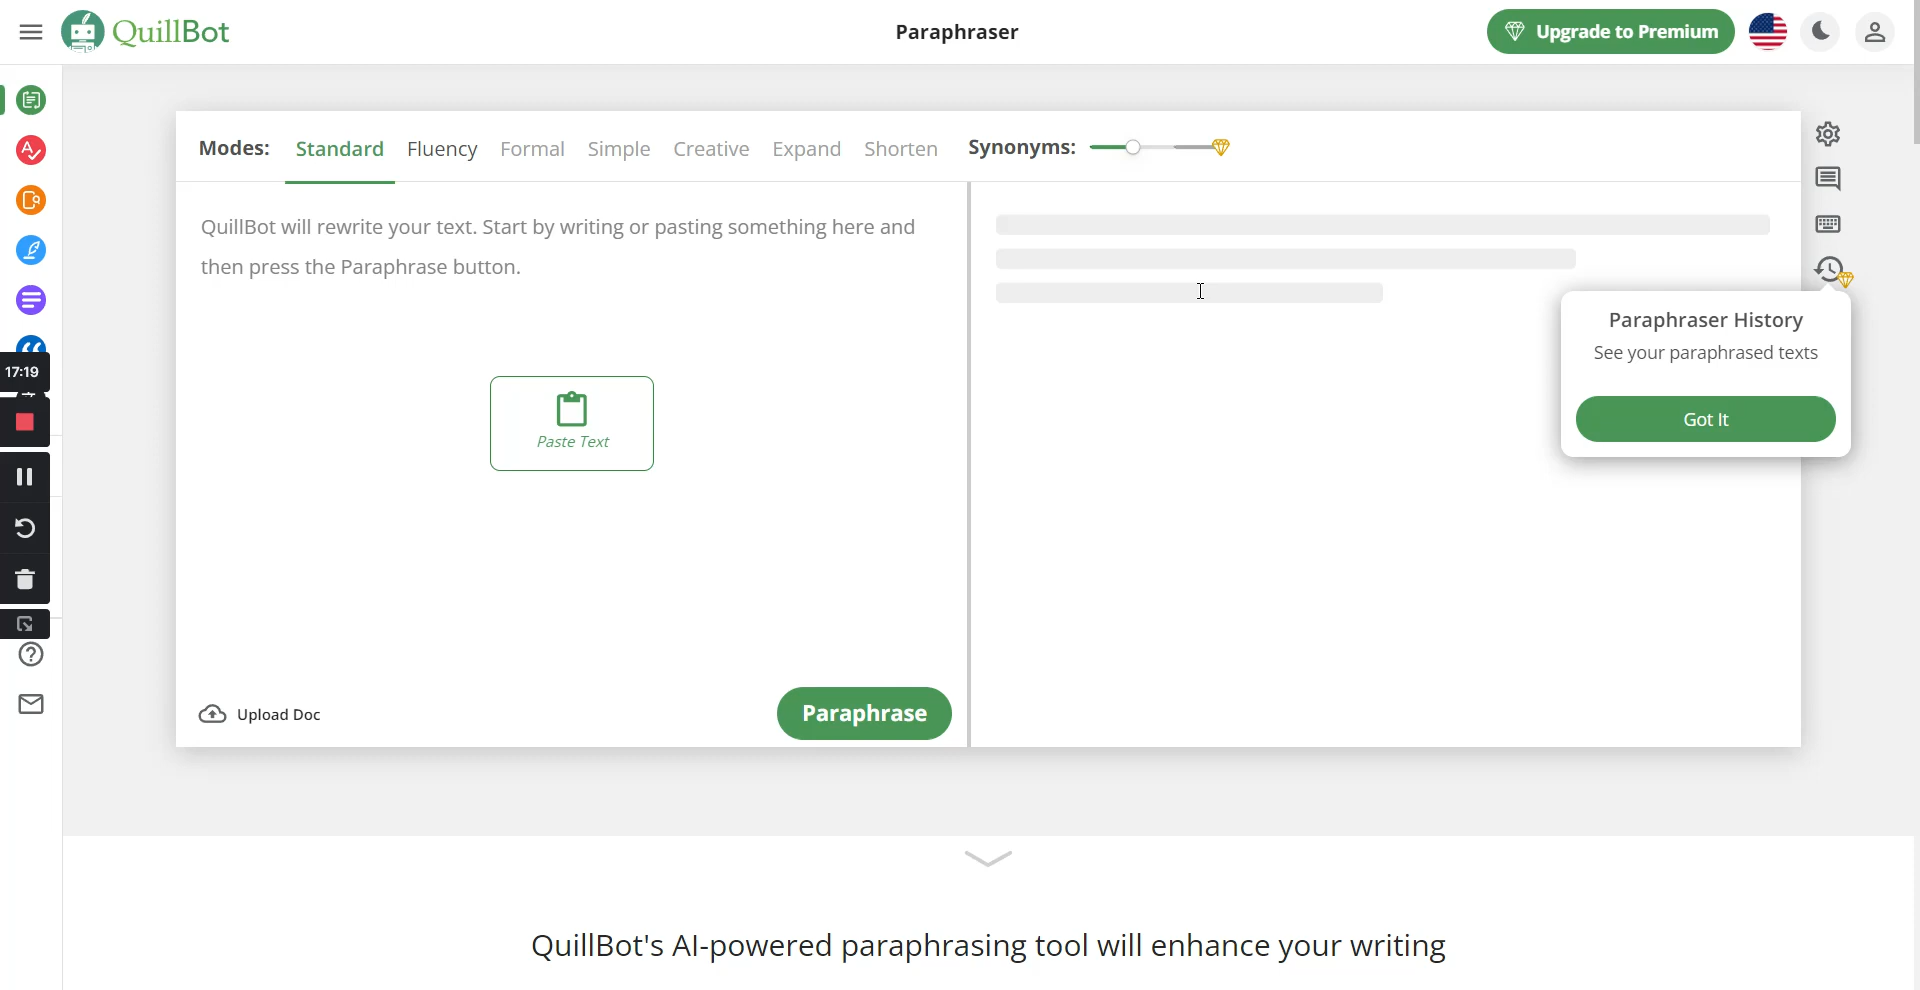 QuillBot
Paraphraser
Upgrade to Premium
Modes:
Standard
Fluency
Formal
Simple
Creative
Expand
Shorten
Synonyms:
QuillBot will rewrite your text. Start by writing or pasting something here and
then press the Paraphrase button.
Paraphraser History
See your paraphrased texts
17:19
Got It
Paste Text
Upload Doc
Paraphrase
QuillBot's AI-powered paraphrasing tool will enhance your writing